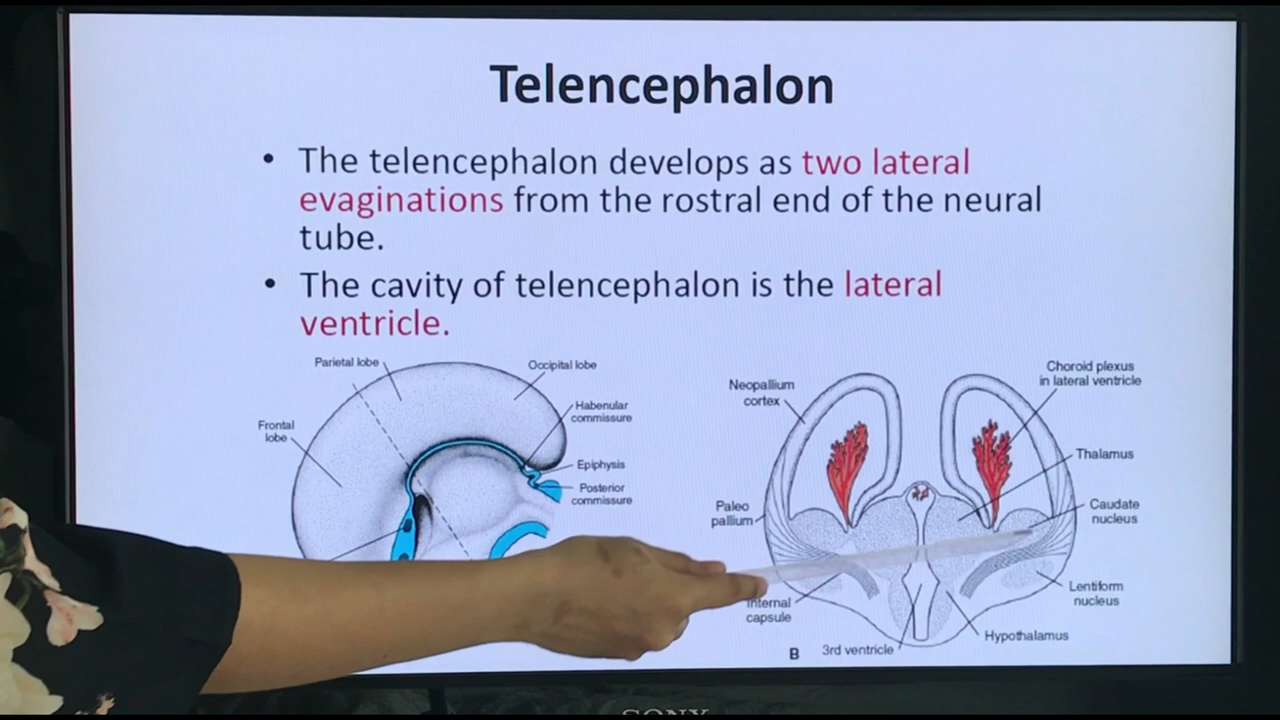 Telencephalon
• The telencephalon develops as two lateral
evaginations from the rostral end of the neural
tube.
• The cavity of telencephalon is the lateral
ventricle.
Parietal lobe
Occipital lobe
Frontal
lobe
Habenular
commissure
Epiphysis
Posterior
commissure
Neopallium
cortex
Choroid plexus
in lateral ventricle
Thalamus
Paleo
pallium
Caudate
nucleus
Internal
capsule
Lentiform
nucleus
Hypothalamus
B
3rd ventricle
SONY